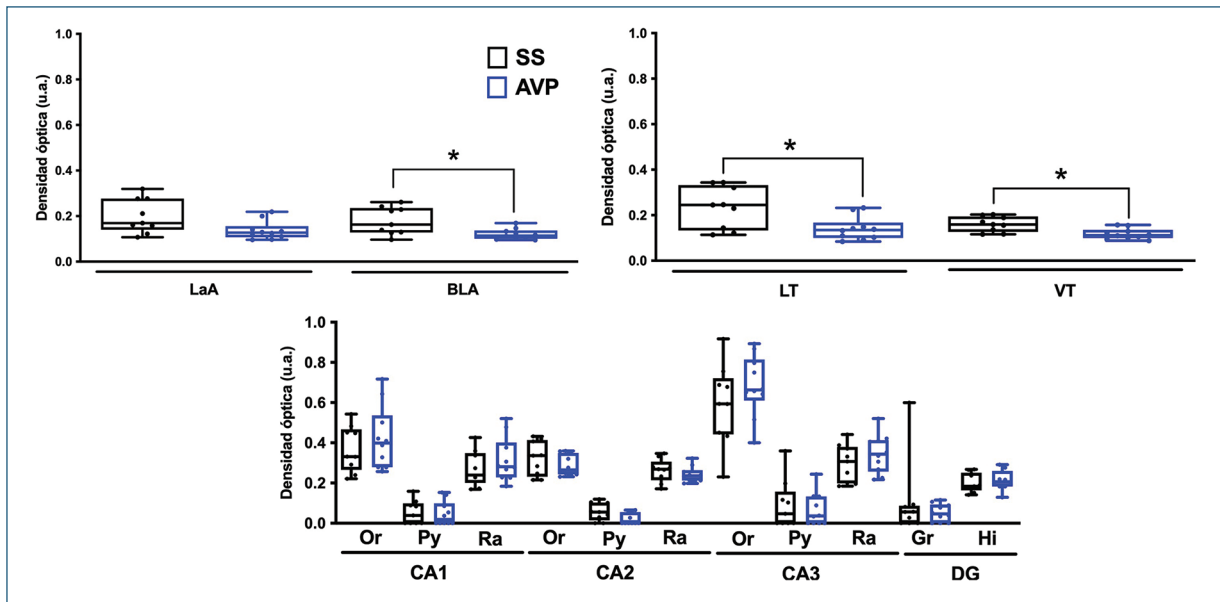 Densidad óptica (u.a.)
1.0
0.8
0.6
0.4
0.2
0.0
SS
AVP
*
LaA
BLA
Densidad óptica (u.a.)
1.0
0.8
0.6
0.4
0.2
0.0
*
*
LT
VT
Densidad óptica (u.a.)
1.0
0.8
0.6
0.4
0.2
0.0
Or Py Ra Or Py Ra Or Py Ra Gr Hi
CA1 CA2 CA3 DG